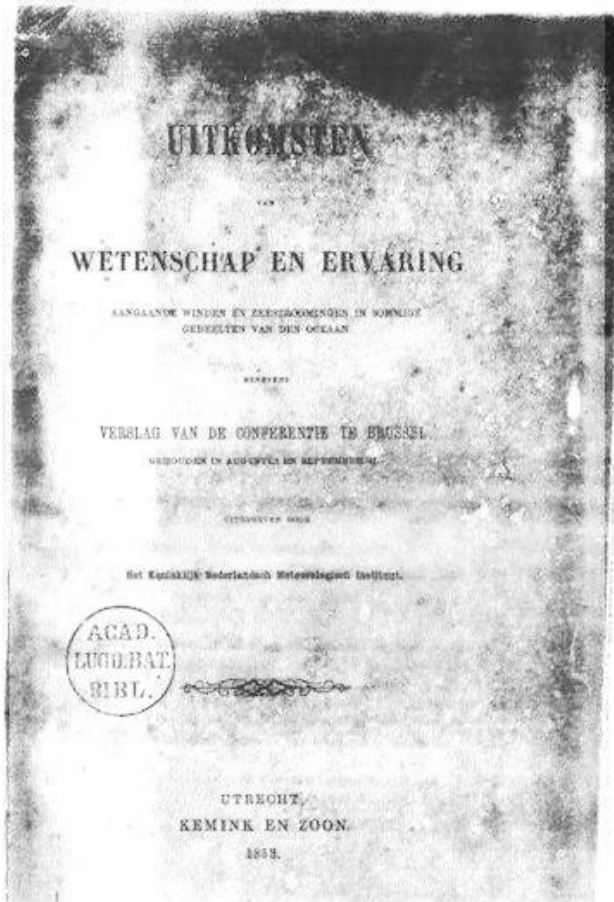 UITKOMSTEN
VAN
WETENSCHAP EN ERVARING
AANGAANDE WINDEN EN ZEESTROOMINGEN IN SOMMIGE
GEDEELTEN VAN DEN OCEAAN
BENEVENS
VERSLAG VAN DE CONFERENTIE TE BRUSSEL
GEHOUDEN IN AUGUSTUS EN SEPTEMBER
UITGEGEVEN DOOR
Het Koninklijk Nederlandsch Meteorologisch Instituut.
ACAD.
LUGD.BAT.
BIBL.
UTRECHT,
KEMINK EN ZOON.
1853.